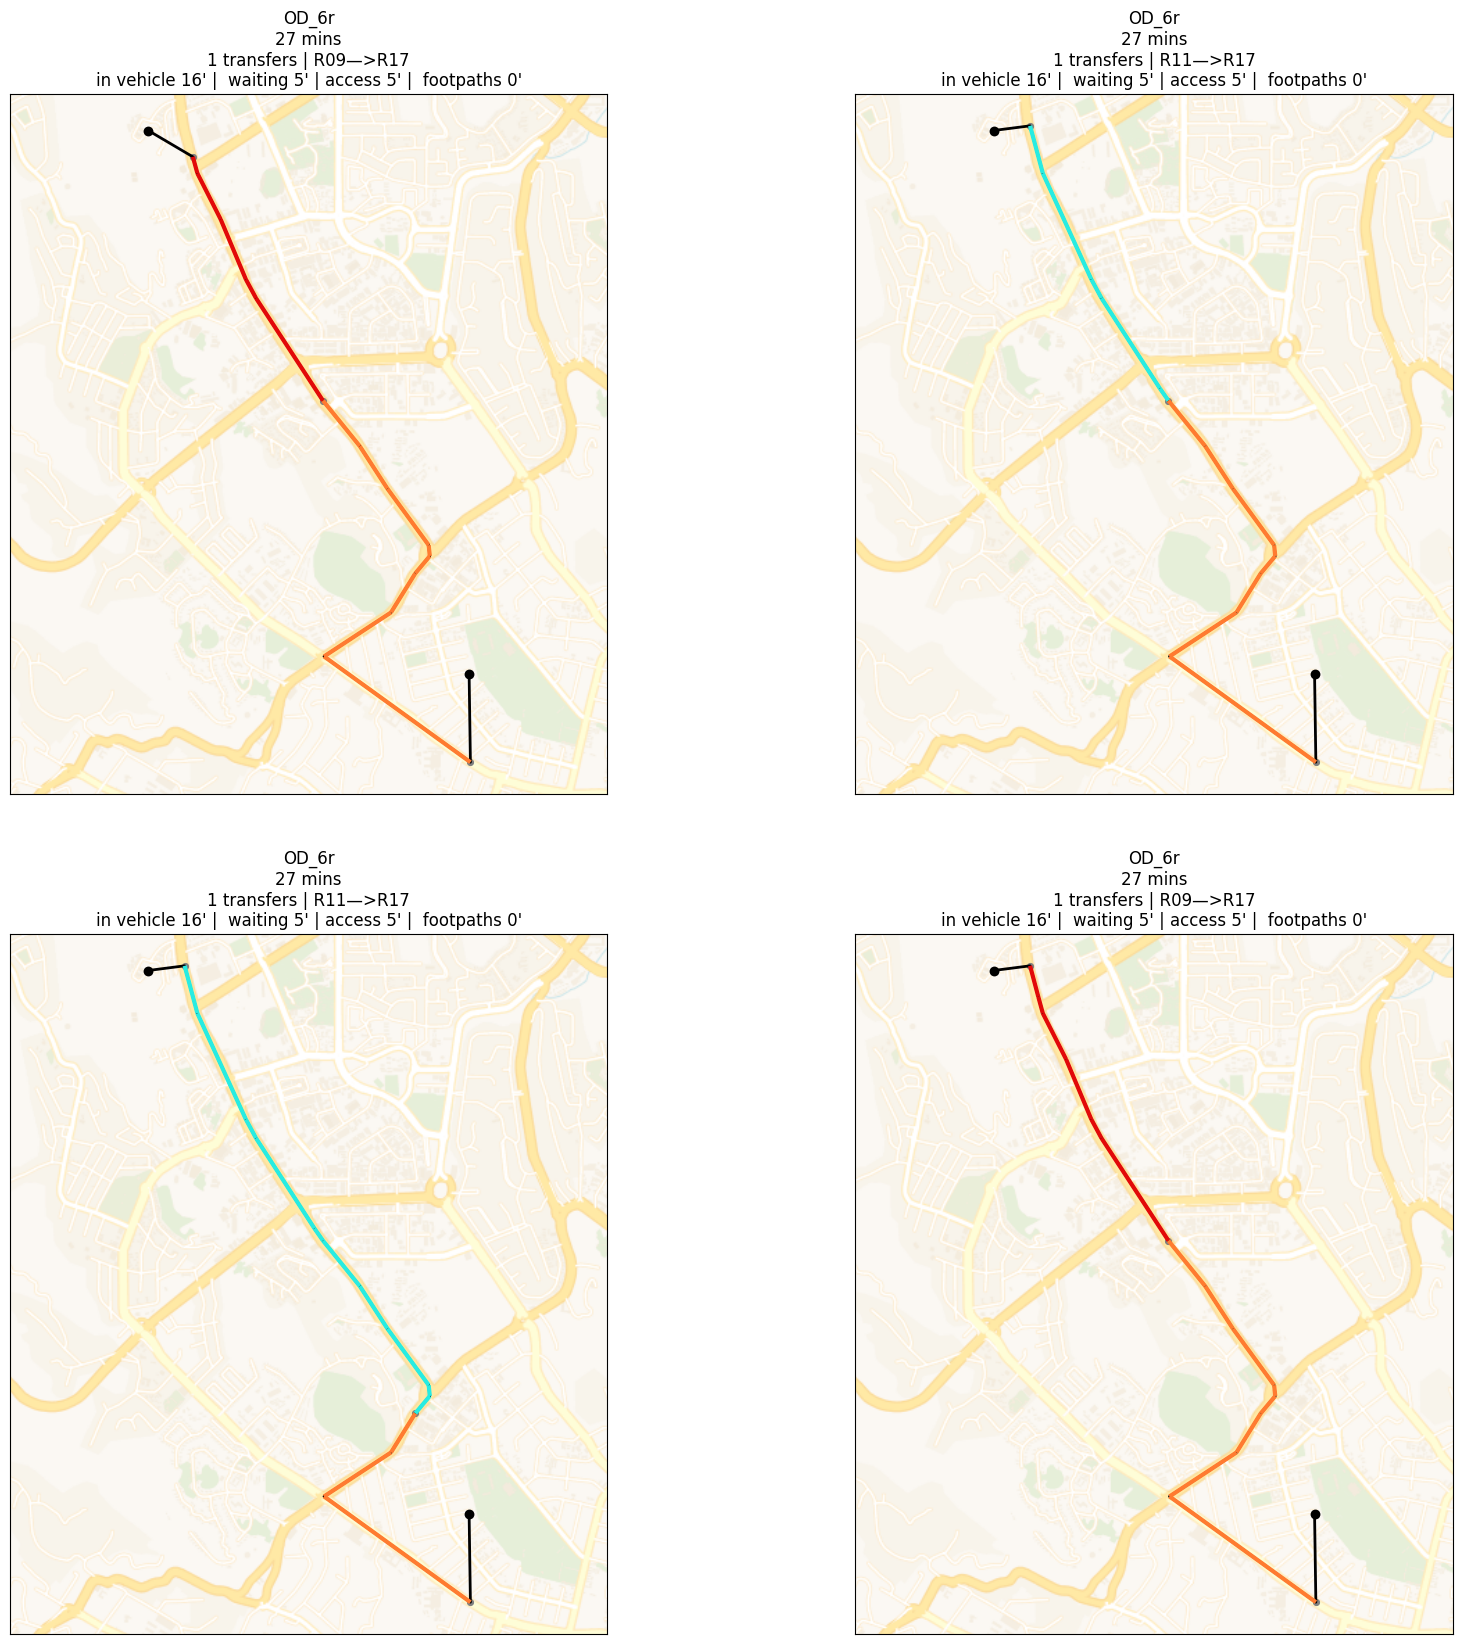 OD_6r
27 mins
1 transfers | R09—>R17
in vehicle 16' |  waiting 5' | access 5' |  footpaths 0'
OD_6r
27 mins
1 transfers | R11—>R17
in vehicle 16' |  waiting 5' | access 5' |  footpaths 0'
OD_6r
27 mins
1 transfers | R11—>R17
in vehicle 16' |  waiting 5' | access 5' |  footpaths 0'
OD_6r
27 mins
1 transfers | R09—>R17
in vehicle 16' |  waiting 5' | access 5' |  footpaths 0'